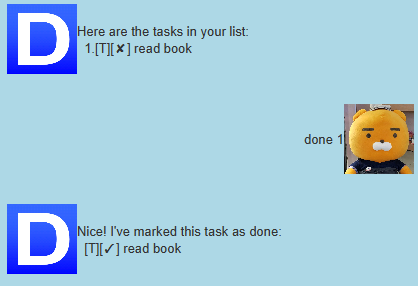 D
Here are the tasks in your list:
1.[T][✘] read book
done 1
D
Nice! I've marked this task as done:
[T][✓] read book